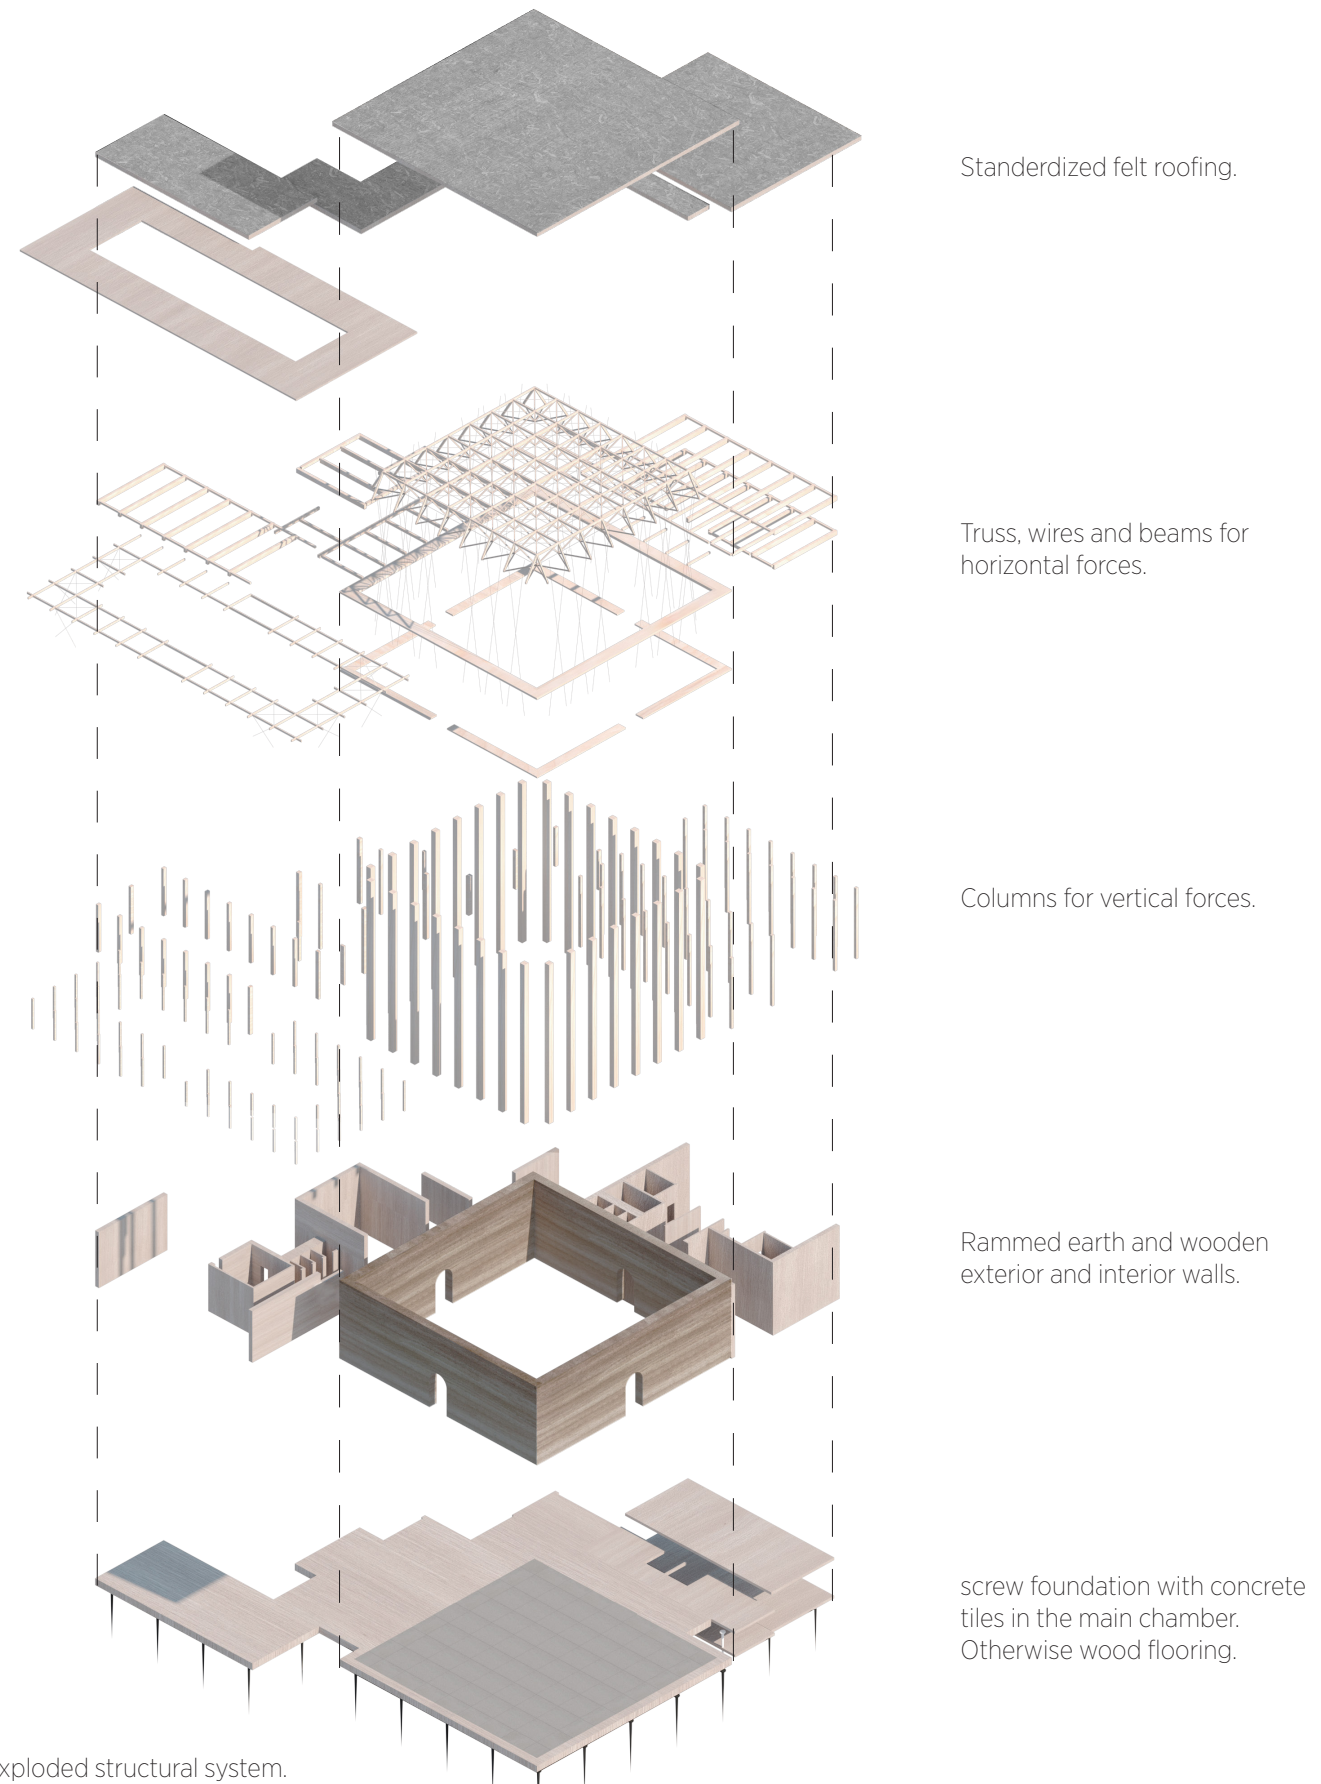 Standerdized felt roofing.
Truss, wires and beams for
horizontal forces.
Columns for vertical forces.
Rammed earth and wooden
exterior and interior walls.
screw foundation with concrete
tiles in the main chamber.
Otherwise wood flooring.
xploded structural system.